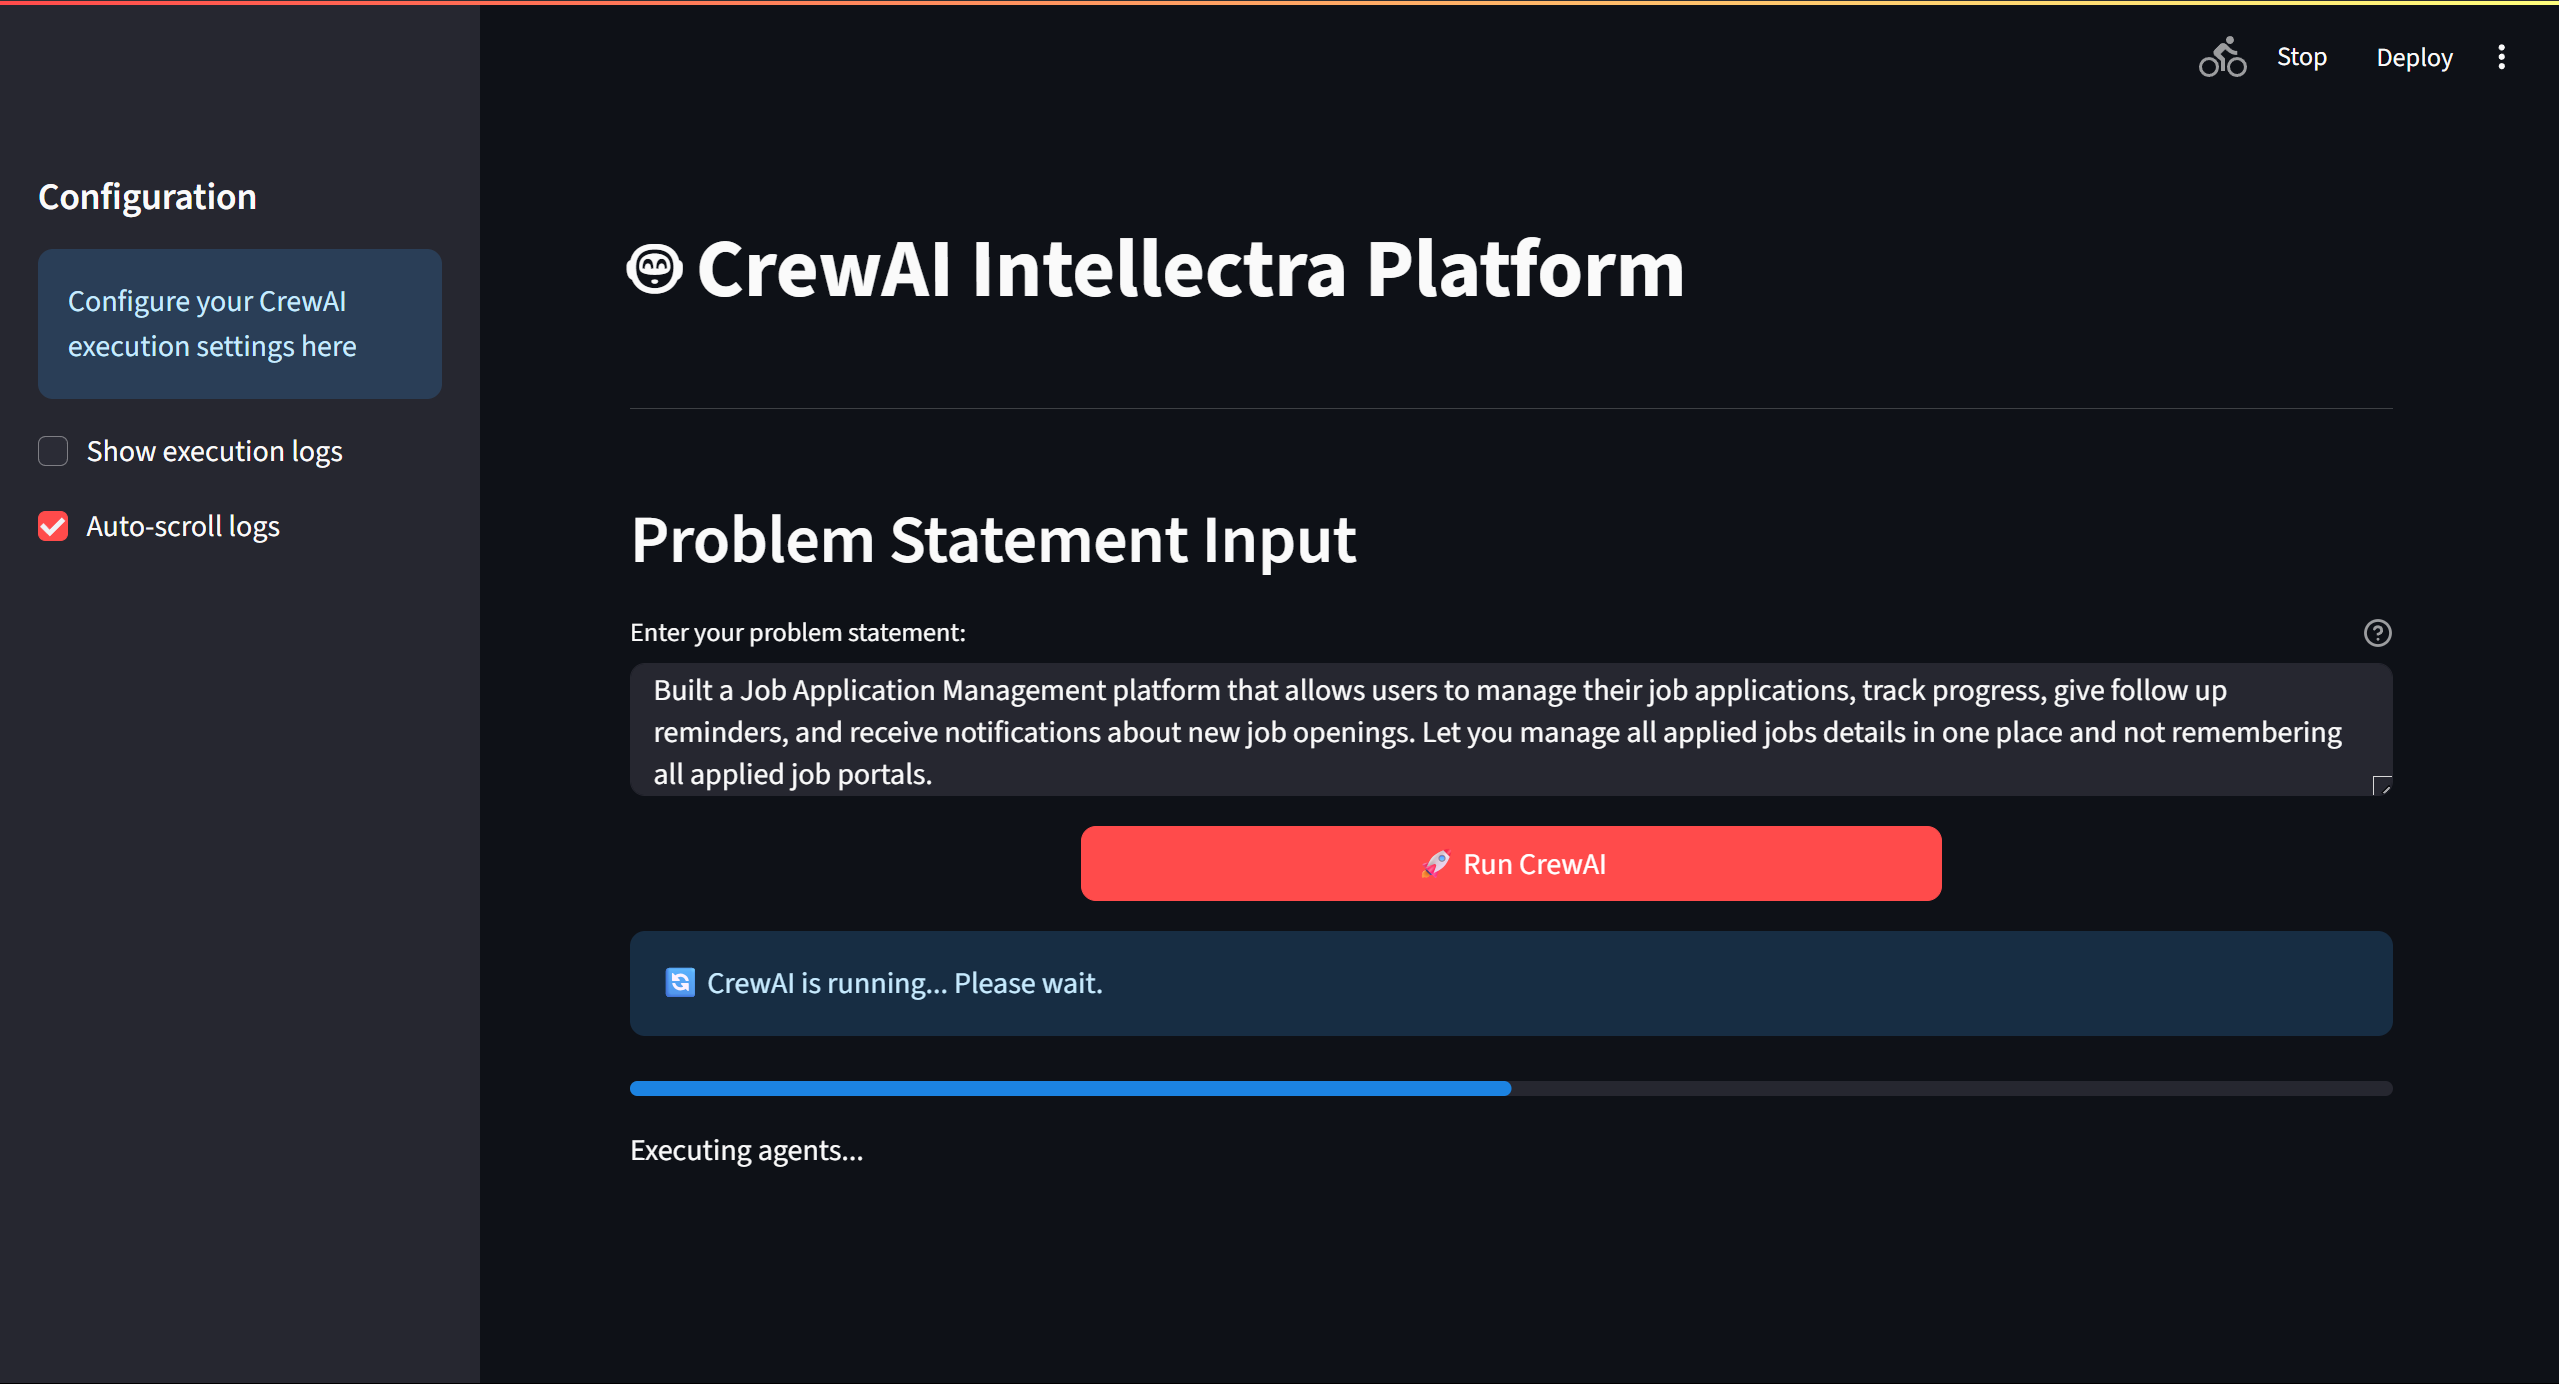 Stop
Deploy
Configuration
Configure your CrewAI
execution settings here
Show execution logs
Auto-scroll logs
CrewAI Intellectra Platform
Problem Statement Input
Enter your problem statement:
Built a Job Application Management platform that allows users to manage their job applications, track progress, give follow up
reminders, and receive notifications about new job openings. Let you manage all applied jobs details in one place and not remembering
all applied job portals.
🚀 Run CrewAI
🔄 CrewAI is running... Please wait.
Executing agents...